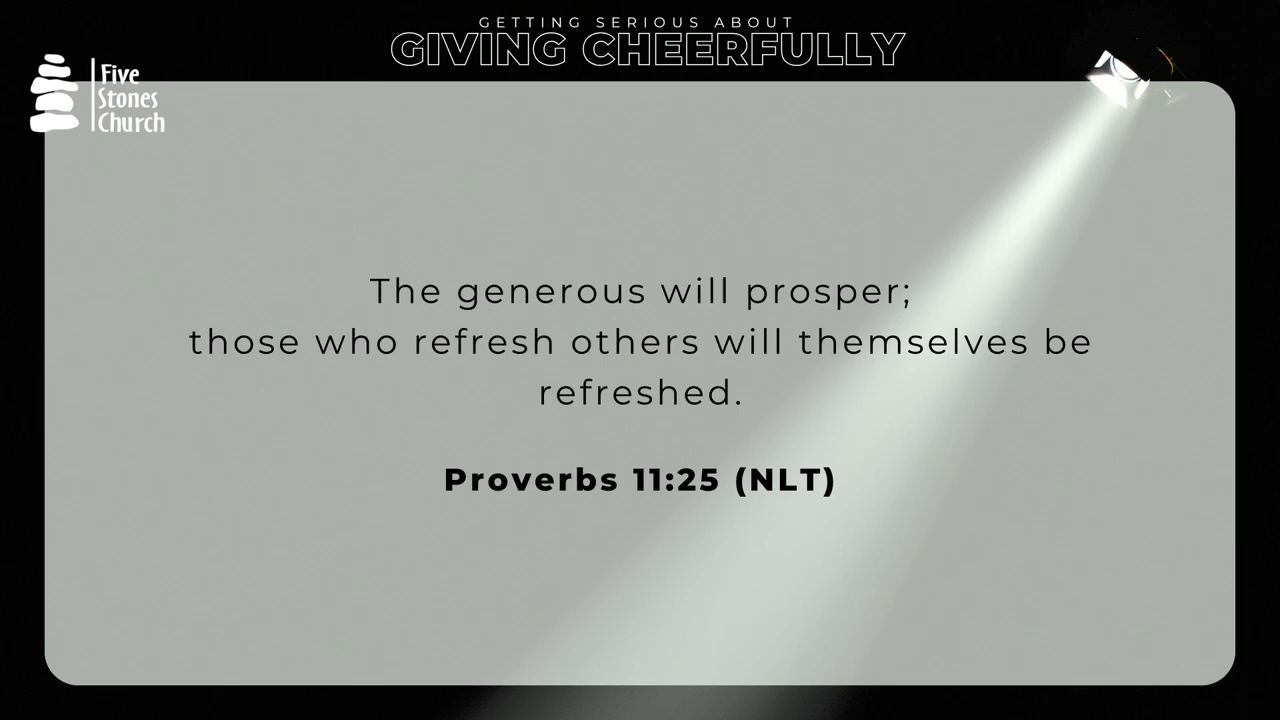 GETTING SERIOUS ABOUT
GIVING CHEERFULLY
Five
Stones
Church
The generous will prosper;
those who refresh others will themselves be
refreshed.
Proverbs 11:25 (NLT)